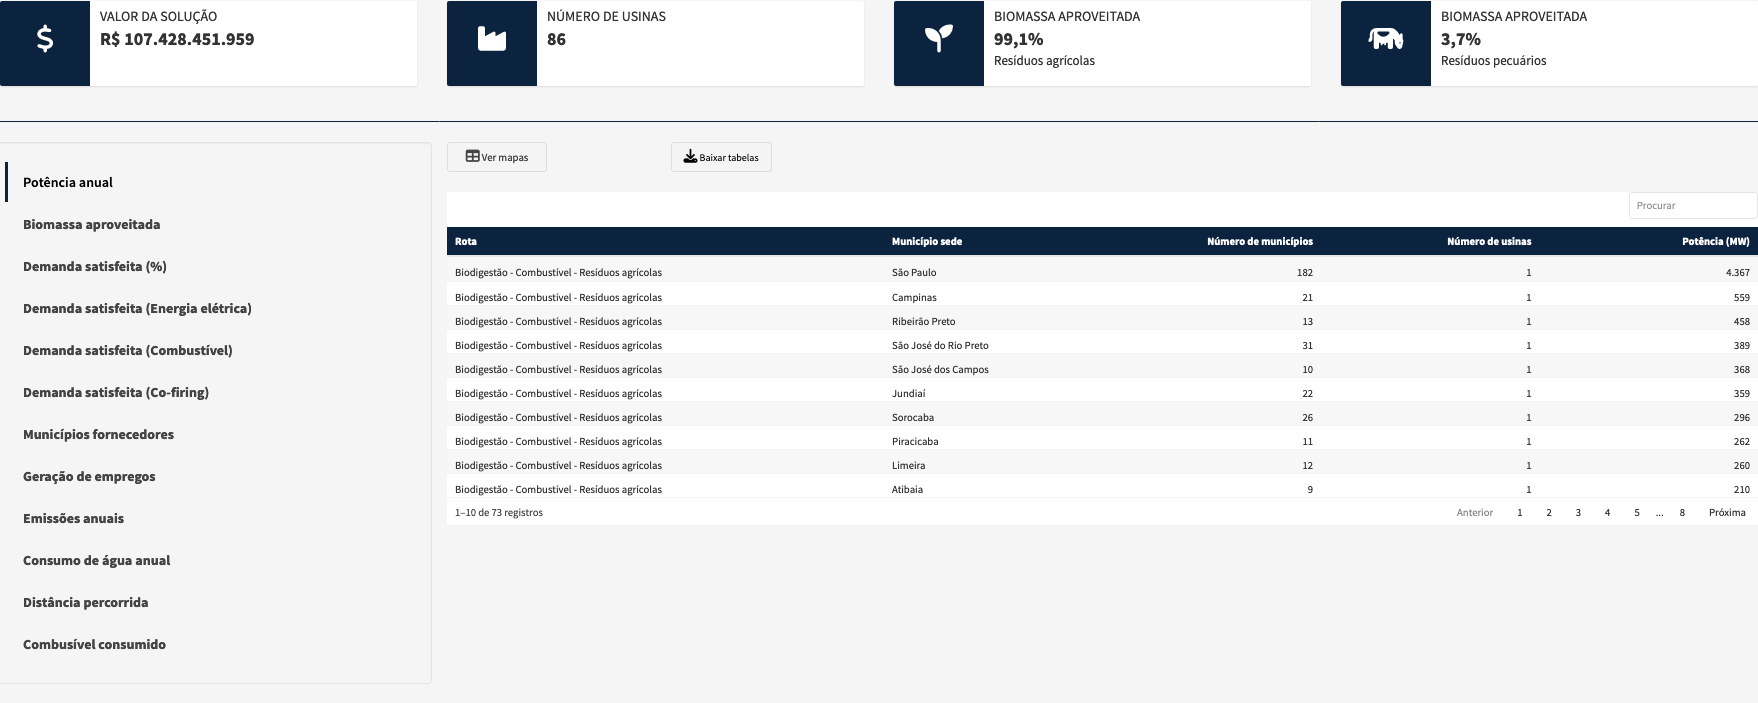 VALOR DA SOLUÇÃO
R$ 107.428.451.959
NÚMERO DE USINAS
86
BIOMASSA APROVEITADA
99,1%
Resíduos agrícolas
BIOMASSA APROVEITADA
3,7%
Resíduos pecuários
Potência anual
Biomassa aproveitada
Demanda satisfeita (%)
Demanda satisfeita (Energia elétrica)
Demanda satisfeita (Combustível)
Demanda satisfeita (Co-firing)
Municípios fornecedores
Geração de empregos
Emissões anuais
Consumo de água anual
Distância percorrida
Combusível consumido
Ver mapas
Baixar tabelas
Procurar
Rota Município sede Número de municípios Número de usinas Potência (MW)
Biodigestão - Combustível - Resíduos agrícolas São Paulo 182 1 4.367
Biodigestão - Combustível - Resíduos agrícolas Campinas 21 1 559
Biodigestão - Combustível - Resíduos agrícolas Ribeirão Preto 13 1 458
Biodigestão - Combustível - Resíduos agrícolas São José do Rio Preto 31 1 389
Biodigestão - Combustível - Resíduos agrícolas São José dos Campos 10 1 368
Biodigestão - Combustível - Resíduos agrícolas Jundiaí 22 1 359
Biodigestão - Combustível - Resíduos agrícolas Sorocaba 26 1 296
Biodigestão - Combustível - Resíduos agrícolas Piracicaba 11 1 262
Biodigestão - Combustível - Resíduos agrícolas Limeira 12 1 260
Biodigestão - Combustível - Resíduos agrícolas Atibaia 9 1 210
1–10 de 73 registros Anterior 1 2 3 4 5 ... 8 Próxima